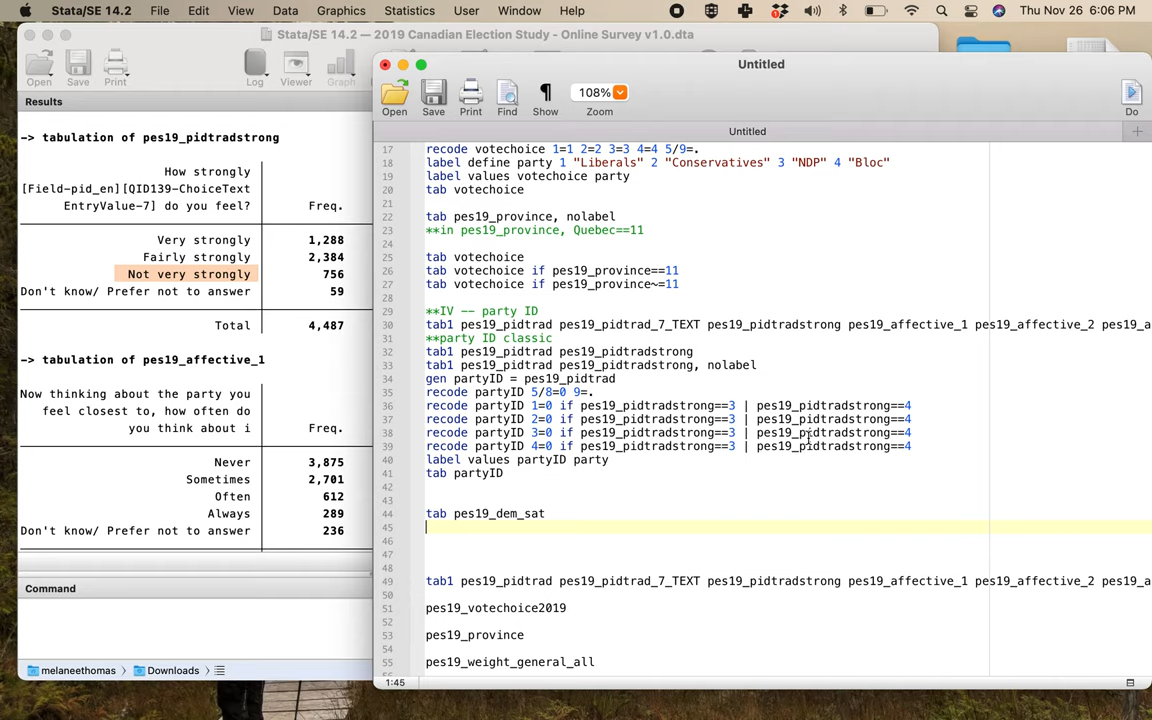 Stata/SE 14.2 File Edit View Data Graphics Statistics User Window Help Thu Nov 26 6:06 PM
Stata/SE 14.2 — 2019 Canadian Election Study - Online Survey v1.0.dta
Open Save Print Log Viewer Graph
Results
-> tabulation of pes19_pidtradstrong
How strongly
[Field-pid_en][QID139-ChoiceText
EntryValue-7] do you feel? Freq.
Very strongly 1,288
Fairly strongly 2,384
Not very strongly 756
Don't know/ Prefer not to answer 59
Total 4,487
-> tabulation of pes19_affective_1
Now thinking about the party you
feel closest to, how often do
you think about i Freq.
Never 3,875
Sometimes 2,701
Often 612
Always 289
Don't know/ Prefer not to answer 236
Command
melaneethomas Downloads
Untitled
Open Save Print Find Show 108% Zoom Do
Untitled
17 recode votechoice 1=1 2=2 3=3 4=4 5/9=.
18 label define party 1 "Liberals" 2 "Conservatives" 3 "NDP" 4 "Bloc"
19 label values votechoice party
20 tab votechoice
21
22 tab pes19_province, nolabel
23 **in pes19_province, Quebec==11
24
25 tab votechoice
26 tab votechoice if pes19_province==11
27 tab votechoice if pes19_province~=11
28
29 **IV -- party ID
30 tab1 pes19_pidtrad pes19_pidtrad_7_TEXT pes19_pidtradstrong pes19_affective_1 pes19_affective_2 pes19_a
31 **party ID classic
32 tab1 pes19_pidtrad pes19_pidtradstrong
33 tab1 pes19_pidtrad pes19_pidtradstrong, nolabel
34 gen partyID = pes19_pidtrad
35 recode partyID 5/8=0 9=.
36 recode partyID 1=0 if pes19_pidtradstrong==3 | pes19_pidtradstrong==4
37 recode partyID 2=0 if pes19_pidtradstrong==3 | pes19_pidtradstrong==4
38 recode partyID 3=0 if pes19_pidtradstrong==3 | pes19_pidtradstrong==4
39 recode partyID 4=0 if pes19_pidtradstrong==3 | pes19_pidtradstrong==4
40 label values partyID party
41 tab partyID
42
43
44 tab pes19_dem_sat
45
46
47
48
49 tab1 pes19_pidtrad pes19_pidtrad_7_TEXT pes19_pidtradstrong pes19_affective_1 pes19_affective_2 pes19_a
50
51 pes19_votechoice2019
52
53 pes19_province
54
55 pes19_weight_general_all
1:45